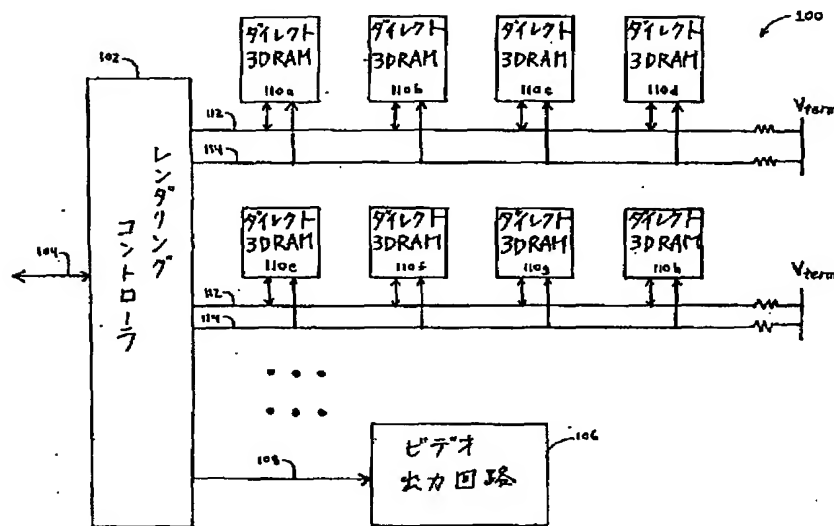 100
102
ダイレクト
3DRAM
110a
ダイレクト
3DRAM
110b
ダイレクト
3DRAM
110c
ダイレクト
3DRAM
110d
Vterm
112
114
レンダリング
コントローラ
104
ダイレクト
3DRAM
110e
ダイレクト
3DRAM
110f
ダイレクト
3DRAM
110g
ダイレクト
3DRAM
110h
Vterm
112
114
108
ビデオ
出力回路
106